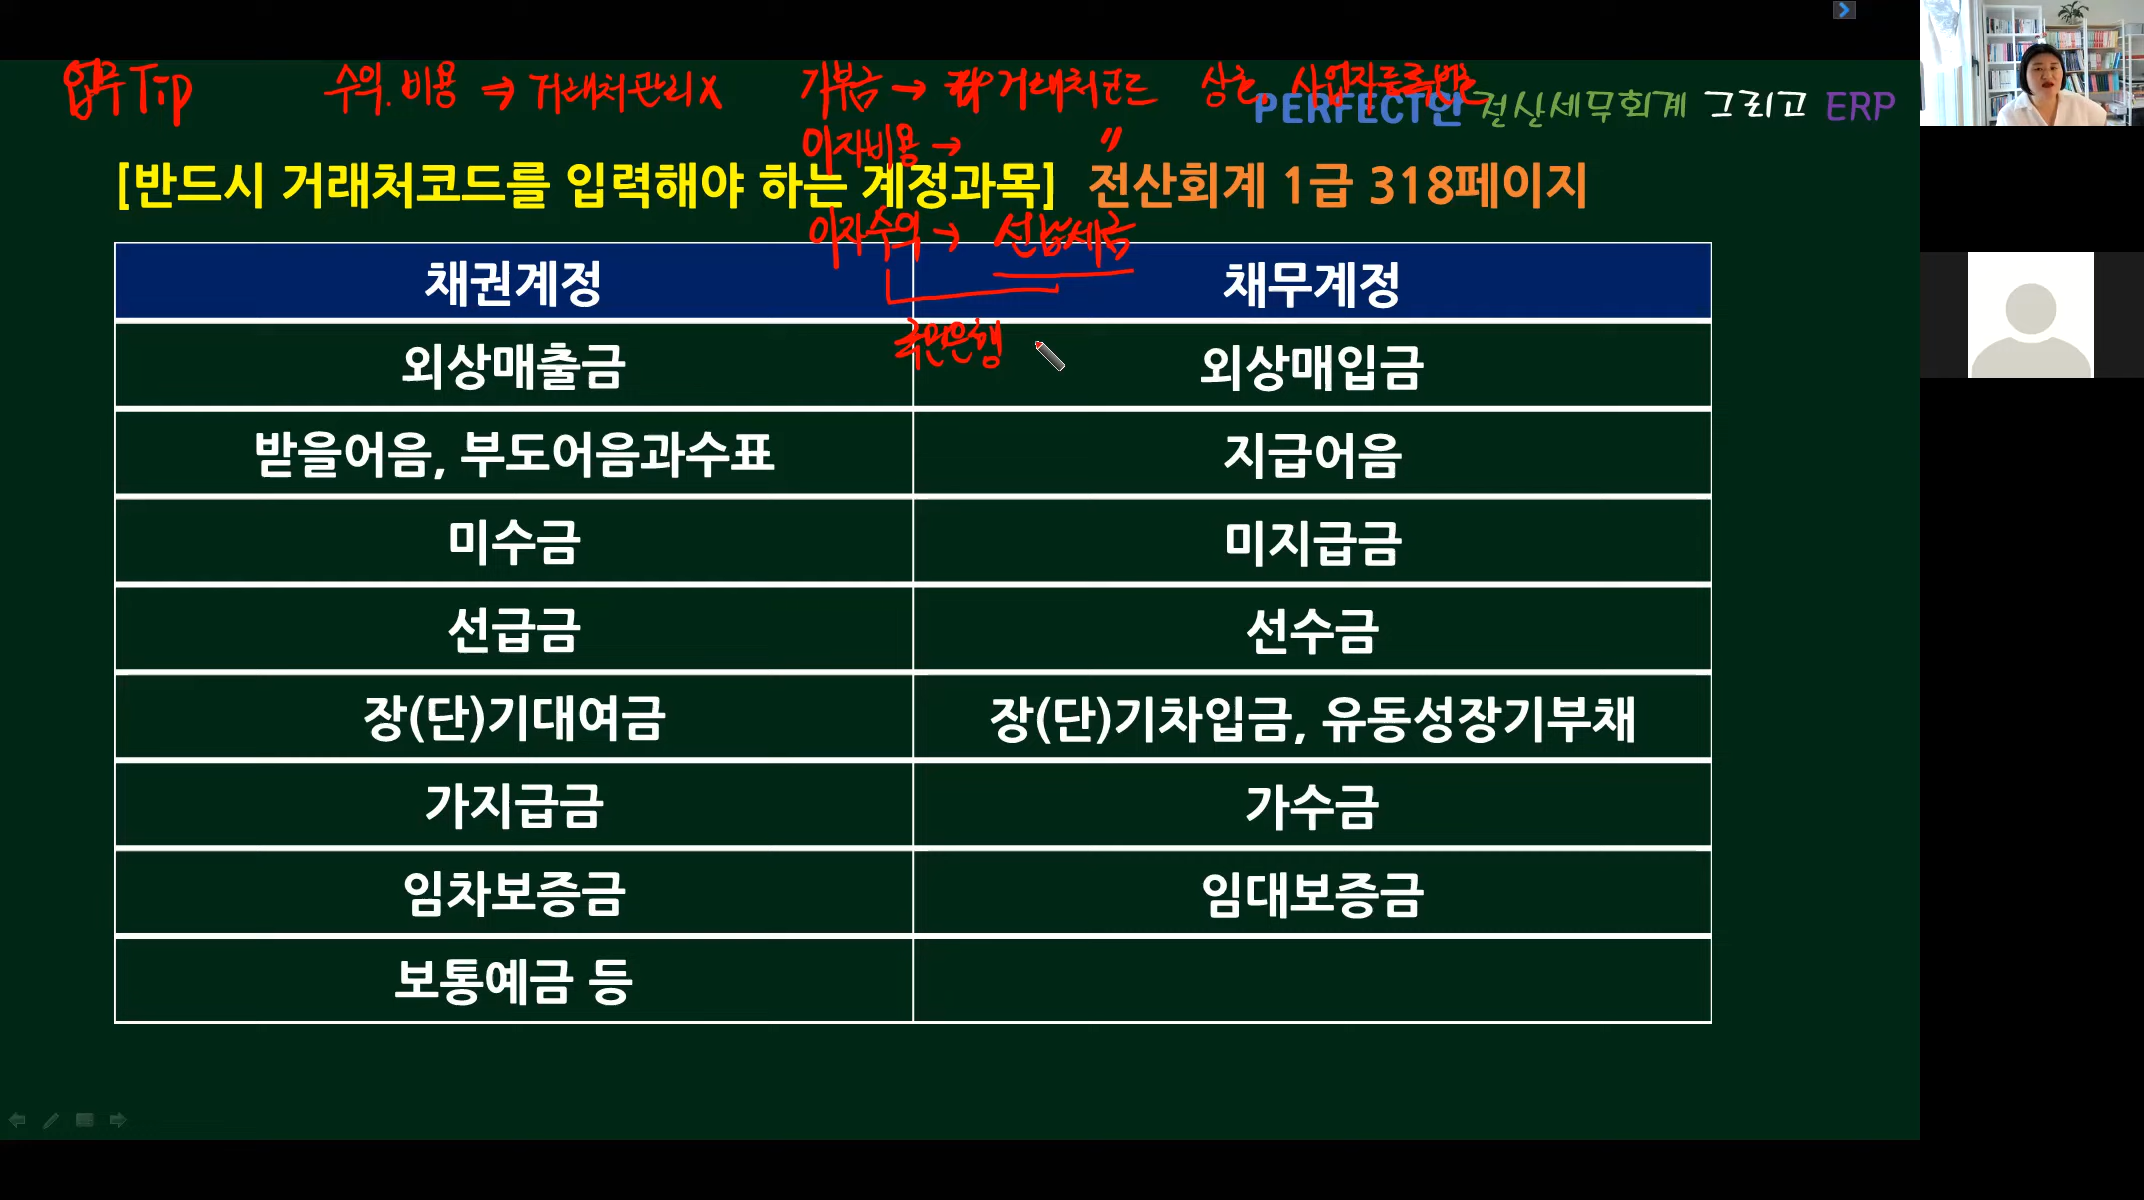 업무 Tip 수익.비용 ⇒ 거래처관리 X 기부금 → 거래처코드 상호, 사업자등록번호
PERFECT한 전산세무회계 그리고 ERP
이자비용 → 〃
[반드시 거래처코드를 입력해야 하는 계정과목] 전산회계 1급 318페이지
이자수익 → 선납세금
채권계정 채무계정
국민은행
외상매출금 외상매입금
받을어음, 부도어음과수표 지급어음
미수금 미지급금
선급금 선수금
장(단)기대여금 장(단)기차입금, 유동성장기부채
가지급금 가수금
임차보증금 임대보증금
보통예금 등